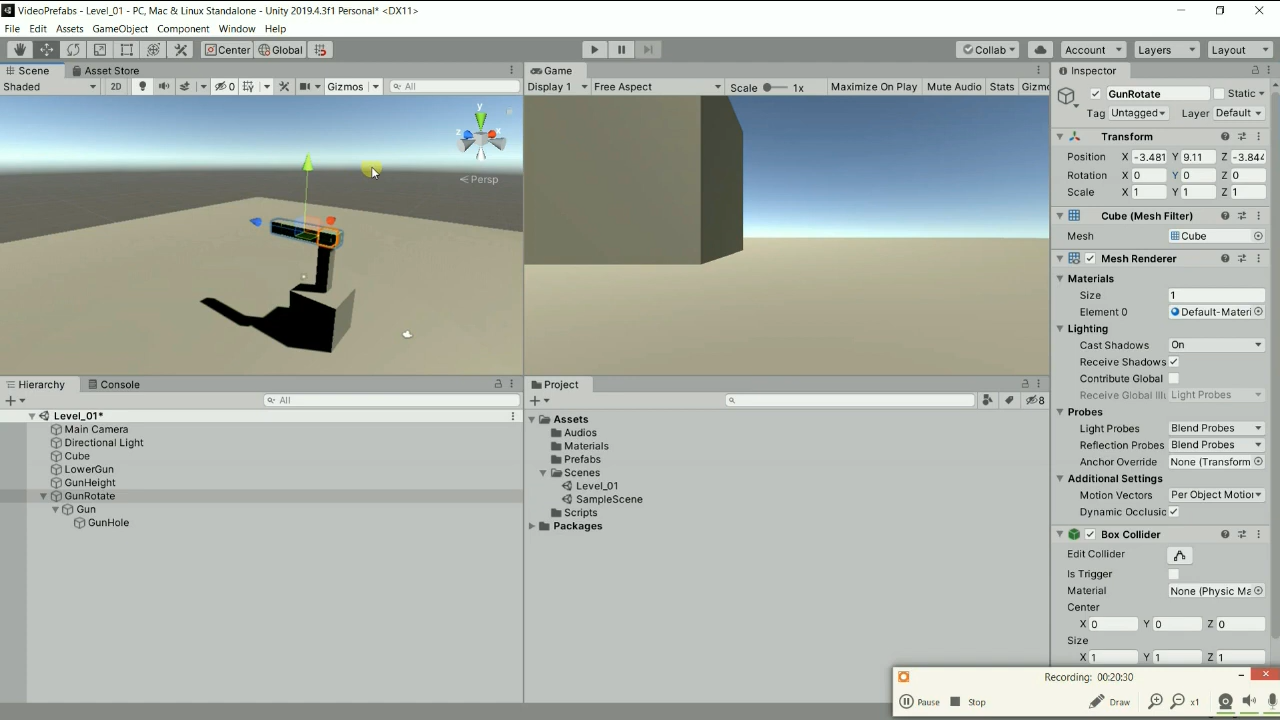 VideoPrefabs - Level_01 - PC, Mac & Linux Standalone - Unity 2019.4.3f1 Personal* <DX11>
File Edit Assets GameObject Component Window Help
Center Global Collab Account Layers Layout
Scene Asset Store
Shaded 2D 0 Gizmos All
y
z x
Persp
Game
Display 1 Free Aspect Scale 1x Maximize On Play Mute Audio Stats Gizmo
Hierarchy Console
All
Level_01*
Main Camera
Directional Light
Cube
LowerGun
GunHeight
GunRotate
Gun
GunHole
Project
8
Assets
Audios
Materials
Prefabs
Scenes
Level_01
SampleScene
Scripts
Packages
Inspector
GunRotate Static
Tag Untagged Layer Default
Transform
Position X -3.481 Y 9.11 Z -3.844
Rotation X 0 Y 0 Z 0
Scale X 1 Y 1 Z 1
Cube (Mesh Filter)
Mesh Cube
Mesh Renderer
Materials
Size 1
Element 0 Default-Materi
Lighting
Cast Shadows On
Receive Shadows
Contribute Global
Receive Global Illu Light Probes
Probes
Light Probes Blend Probes
Reflection Probes Blend Probes
Anchor Override None (Transform
Additional Settings
Motion Vectors Per Object Motion
Dynamic Occlusic
Box Collider
Edit Collider
Is Trigger
Material None (Physic Ma
Center
X 0 Y 0 Z 0
Size
X 1 Y 1 Z 1
Recording: 00:20:30
Pause Stop Draw x1